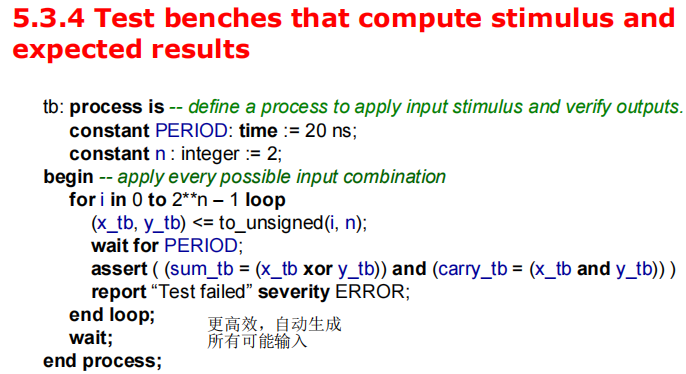 5.3.4 Test benches that compute stimulus and
expected results
tb: process is -- define a process to apply input stimulus and verify outputs.
constant PERIOD: time := 20 ns;
constant n : integer := 2;
begin -- apply every possible input combination
for i in 0 to 2**n – 1 loop
(x_tb, y_tb) <= to_unsigned(i, n);
wait for PERIOD;
assert ( (sum_tb = (x_tb xor y_tb)) and (carry_tb = (x_tb and y_tb)) )
report “Test failed” severity ERROR;
end loop;
wait;
end process;
更高效，自动生成
所有可能输入